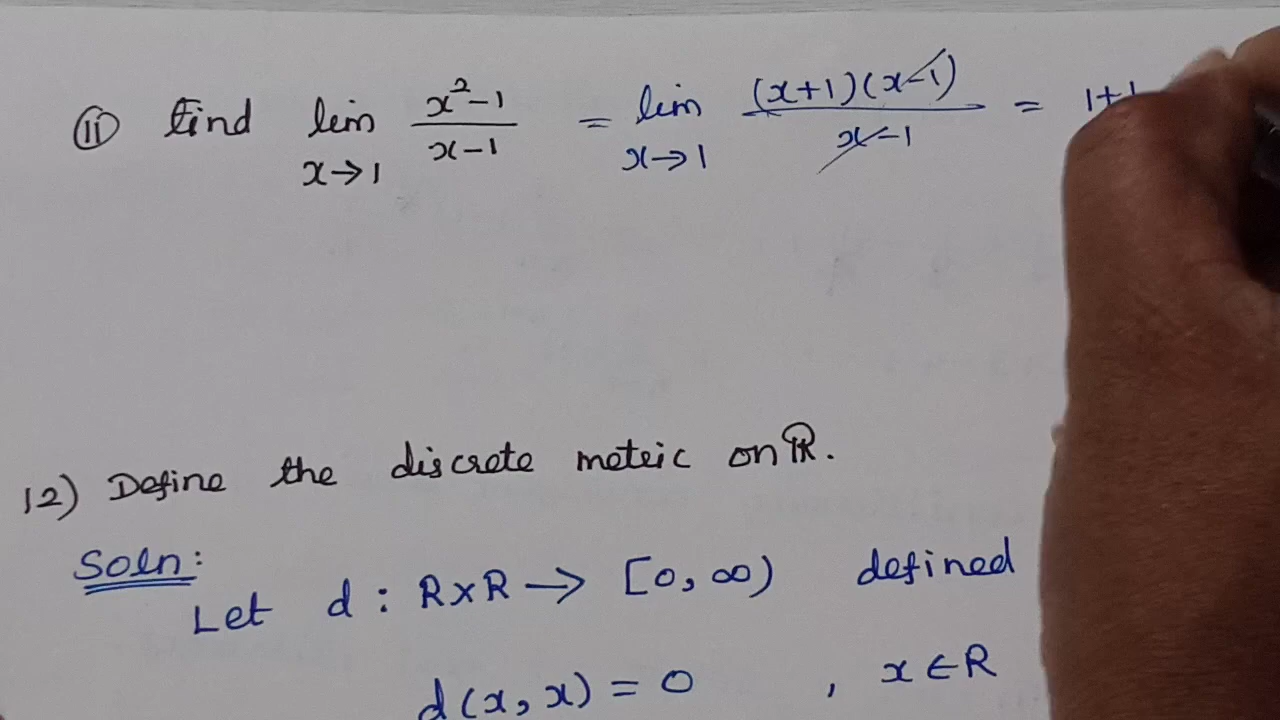 ⑪ Find lim x→1 (x²-1)/(x-1) = lim x→1 (x+1)(x-1)/(x-1) = 1+1
12) Define the discrete metric on ℝ.
Soln:
Let d : R×R → [0,∞) defined
d(x,x) = 0 , x∈R